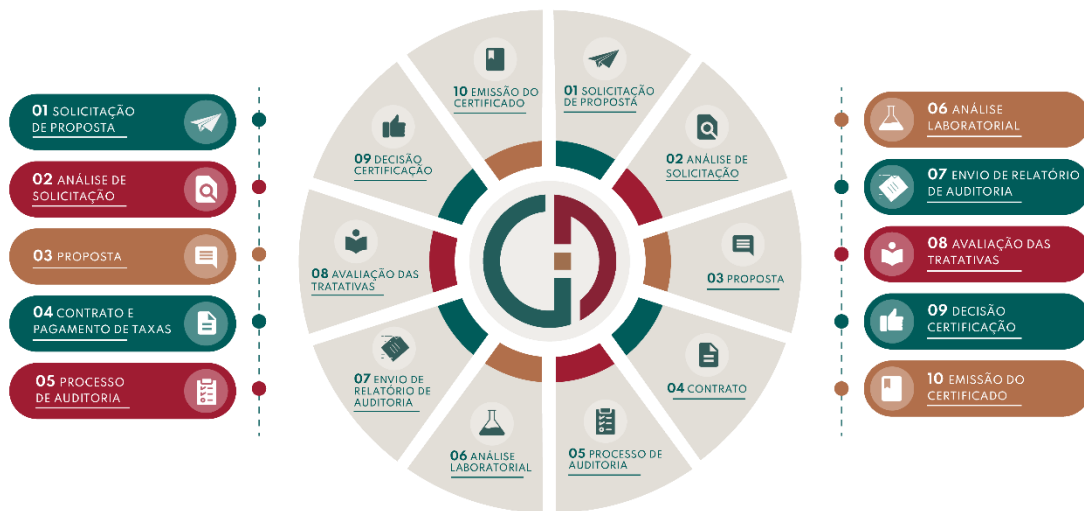 01 SOLICITAÇÃO
DE PROPOSTA
02 ANÁLISE DE
SOLICITAÇÃO
03 PROPOSTA
04 CONTRATO E
PAGAMENTO DE TAXAS
05 PROCESSO
DE AUDITORIA
10 EMISSÃO DO
CERTIFICADO
01 SOLICITAÇÃO
DE PROPOSTA
09 DECISÃO
CERTIFICAÇÃO
02 ANÁLISE DE
SOLICITAÇÃO
08 AVALIAÇÃO DAS
TRATATIVAS
03 PROPOSTA
07 ENVIO DE
RELATÓRIO DE
AUDITORIA
04 CONTRATO
06 ANÁLISE
LABORATORIAL
05 PROCESSO DE
AUDITORIA
06 ANÁLISE
LABORATORIAL
07 ENVIO DE RELATÓRIO
DE AUDITORIA
08 AVALIAÇÃO DAS
TRATATIVAS
09 DECISÃO
CERTIFICAÇÃO
10 EMISSÃO DO
CERTIFICADO